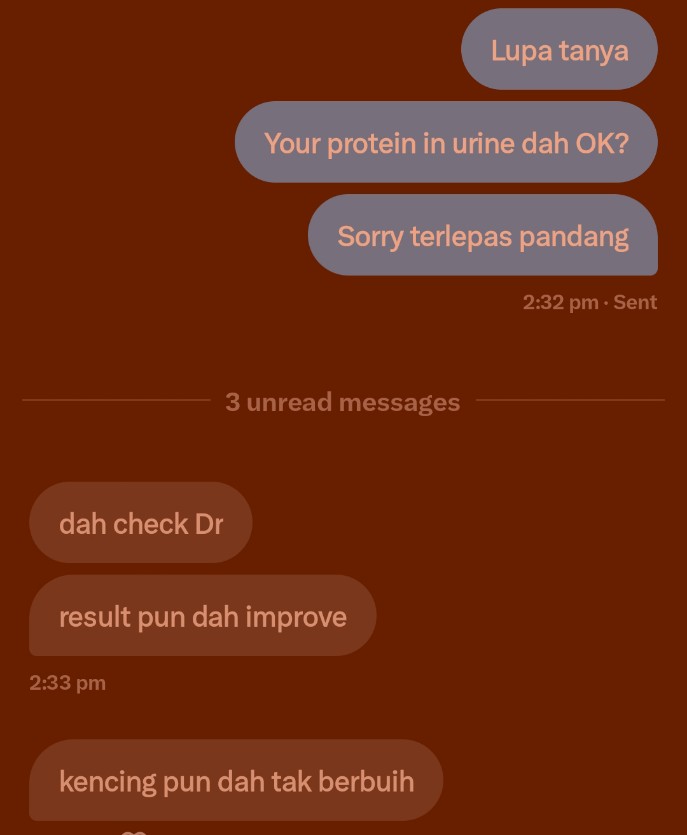 Lupa tanya
Your protein in urine dah OK?
Sorry terlepas pandang
2:32 pm · Sent
3 unread messages
dah check Dr
result pun dah improve
2:33 pm
kencing pun dah tak berbuih